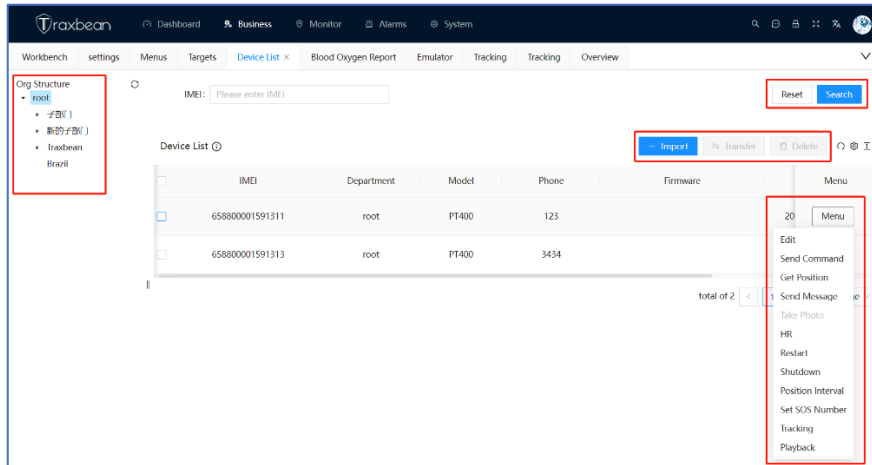 Traxbean Dashboard Business Monitor Alarms System
Workbench settings Menus Targets Device List × Blood Oxygen Report Emulator Tracking Tracking Overview
Org Structure
root
子部门
新的子部门
Traxbean
Brazil
IMEI: Please enter IMEI Reset Search
Device List Import Transfer Delete
IMEI Department Model Phone Firmware Menu
658800001591311 root PT400 123 20 Menu
658800001591313 root PT400 3434
total of 2
Edit
Send Command
Get Position
Send Message
Take Photo
HR
Restart
Shutdown
Position Interval
Set SOS Number
Tracking
Playback